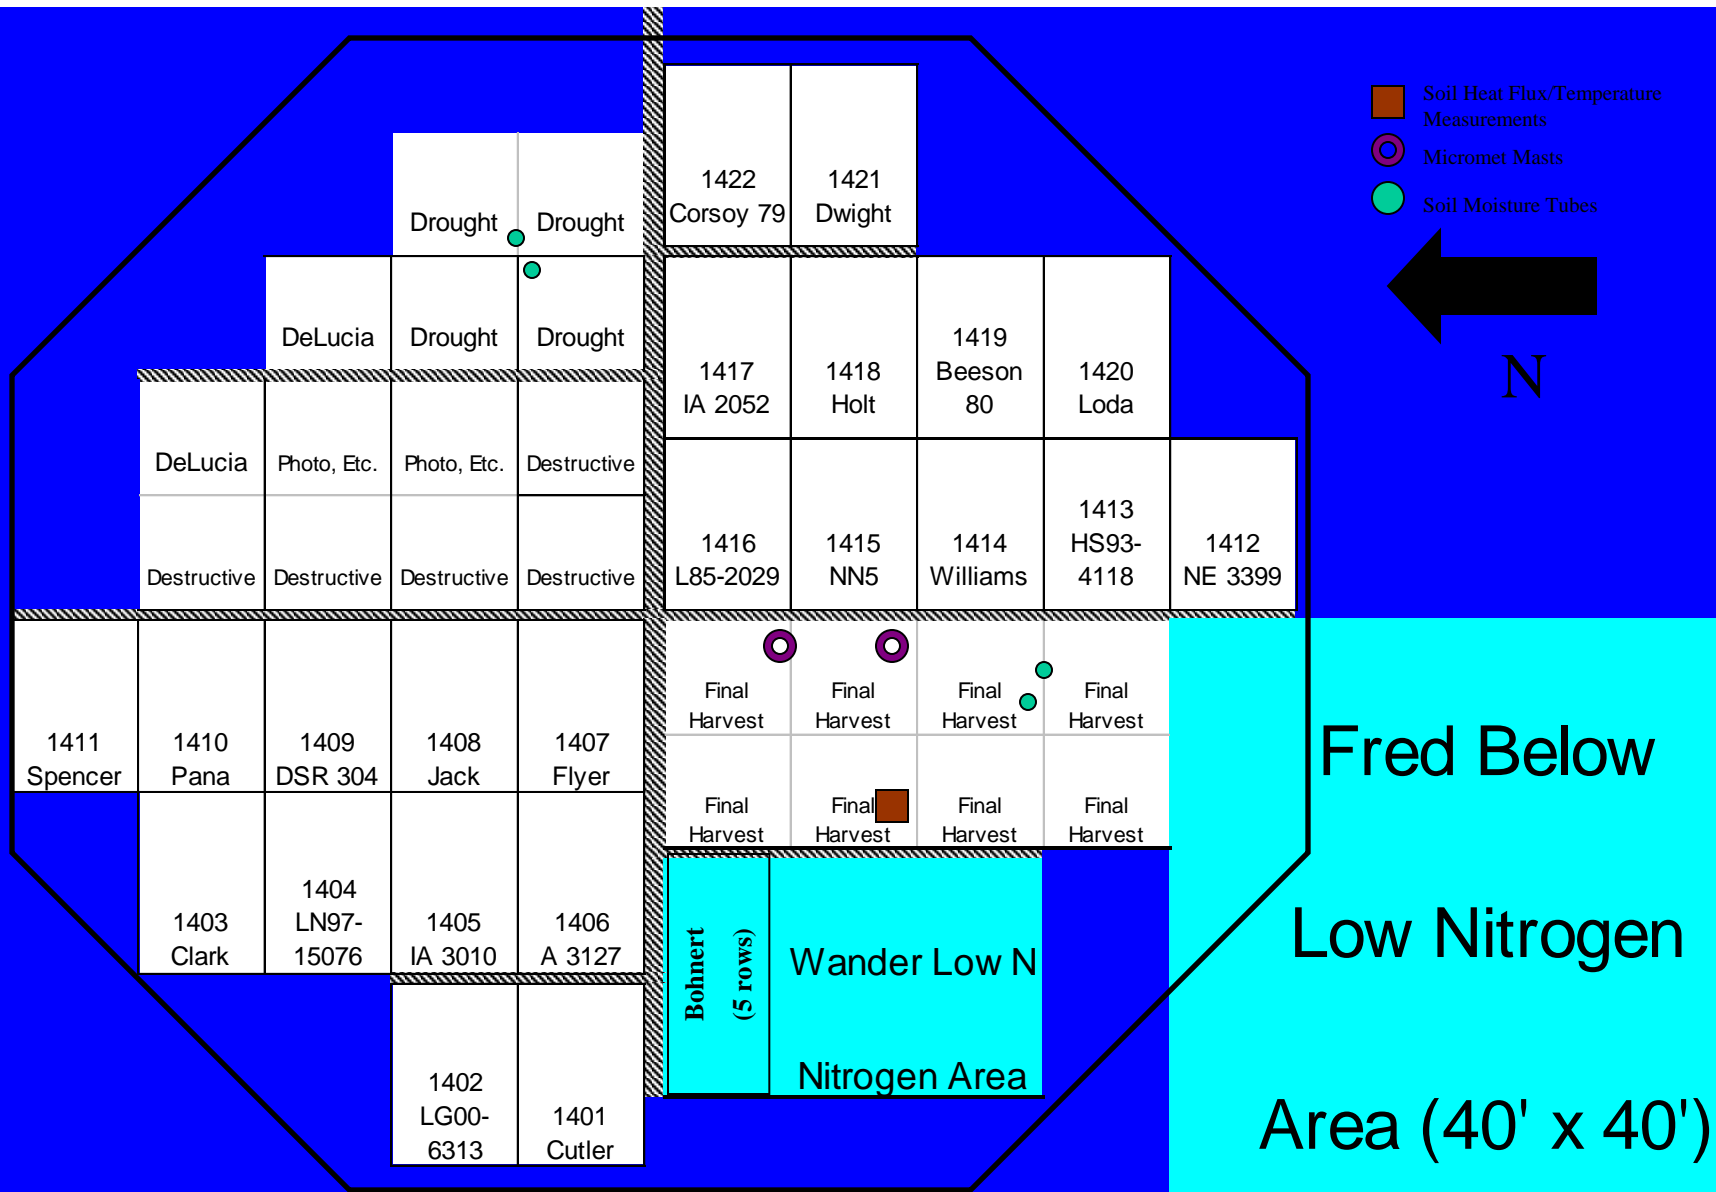 Soil Heat Flux/Temperature
Measurements
Micromet Masts
Soil Moisture Tubes
N
1422
Corsoy 79
1421
Dwight
Drought
Drought
DeLucia
Drought
Drought
1417
IA 2052
1418
Holt
1419
Beeson
80
1420
Loda
DeLucia
Photo, Etc.
Photo, Etc.
Destructive
Destructive
Destructive
Destructive
Destructive
1416
L85-2029
1415
NN5
1414
Williams
1413
HS93-
4118
1412
NE 3399
1411
Spencer
1410
Pana
1409
DSR 304
1408
Jack
1407
Flyer
Final
Harvest
Final
Harvest
Final
Harvest
Final
Harvest
Final
Harvest
Final
Harvest
Final
Harvest
Final
Harvest
1403
Clark
1404
LN97-
15076
1405
IA 3010
1406
A 3127
Bohnert
(5 rows)
Wander Low N
Nitrogen Area
1402
LG00-
6313
1401
Cutler
Fred Below
Low Nitrogen
Area (40' x 40')